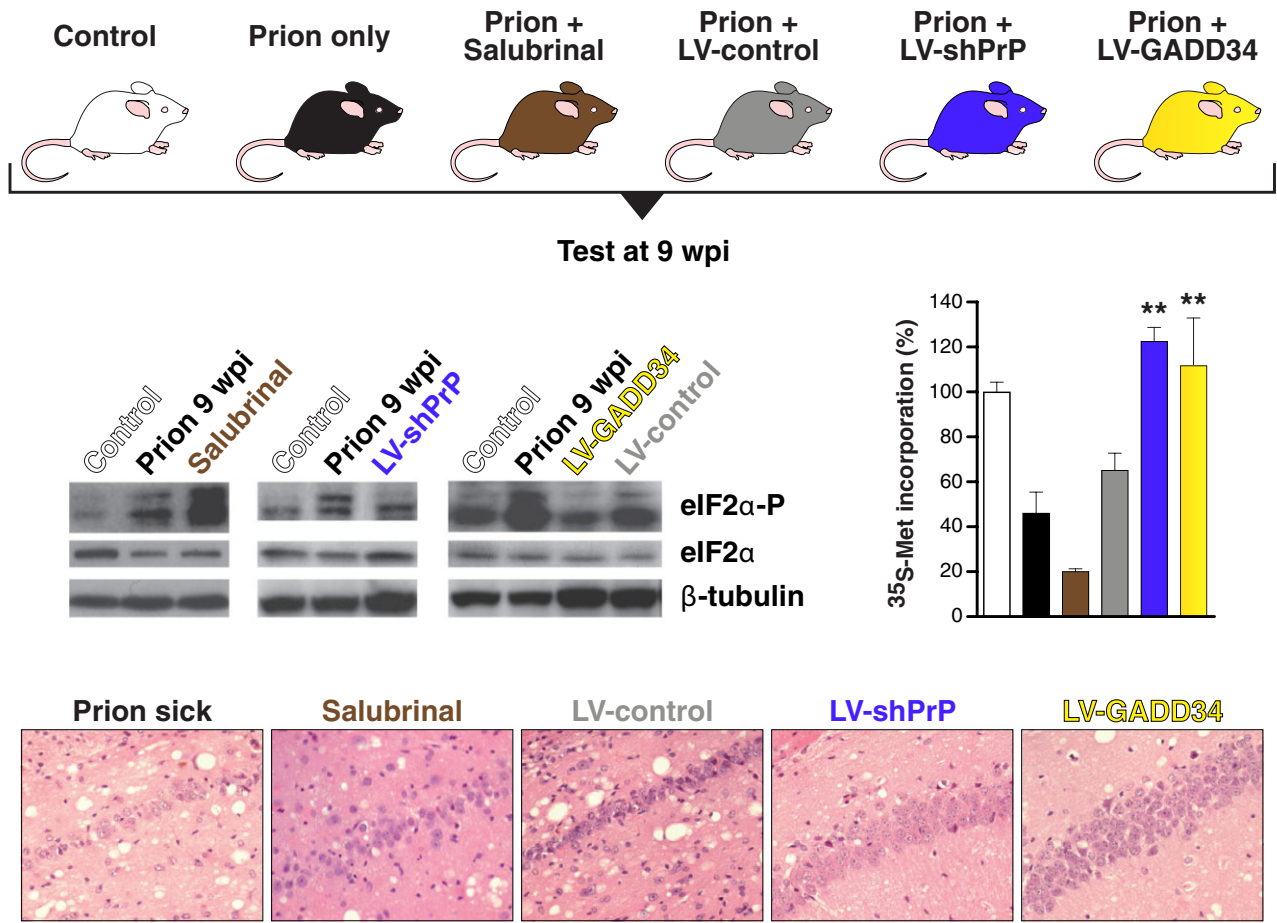 Control
Prion only
Prion +
Salubrinal
Prion +
LV-control
Prion +
LV-shPrP
Prion +
LV-GADD34
Test at 9 wpi
Control
Prion 9 wpi
Salubrinal
Control
Prion 9 wpi
LV-shPrP
Control
Prion 9 wpi
LV-GADD34
LV-control
eIF2α-P
eIF2α
β-tubulin
35S-Met incorporation (%)
140
120
100
80
60
40
20
0
**
**
Prion sick
Salubrinal
LV-control
LV-shPrP
LV-GADD34